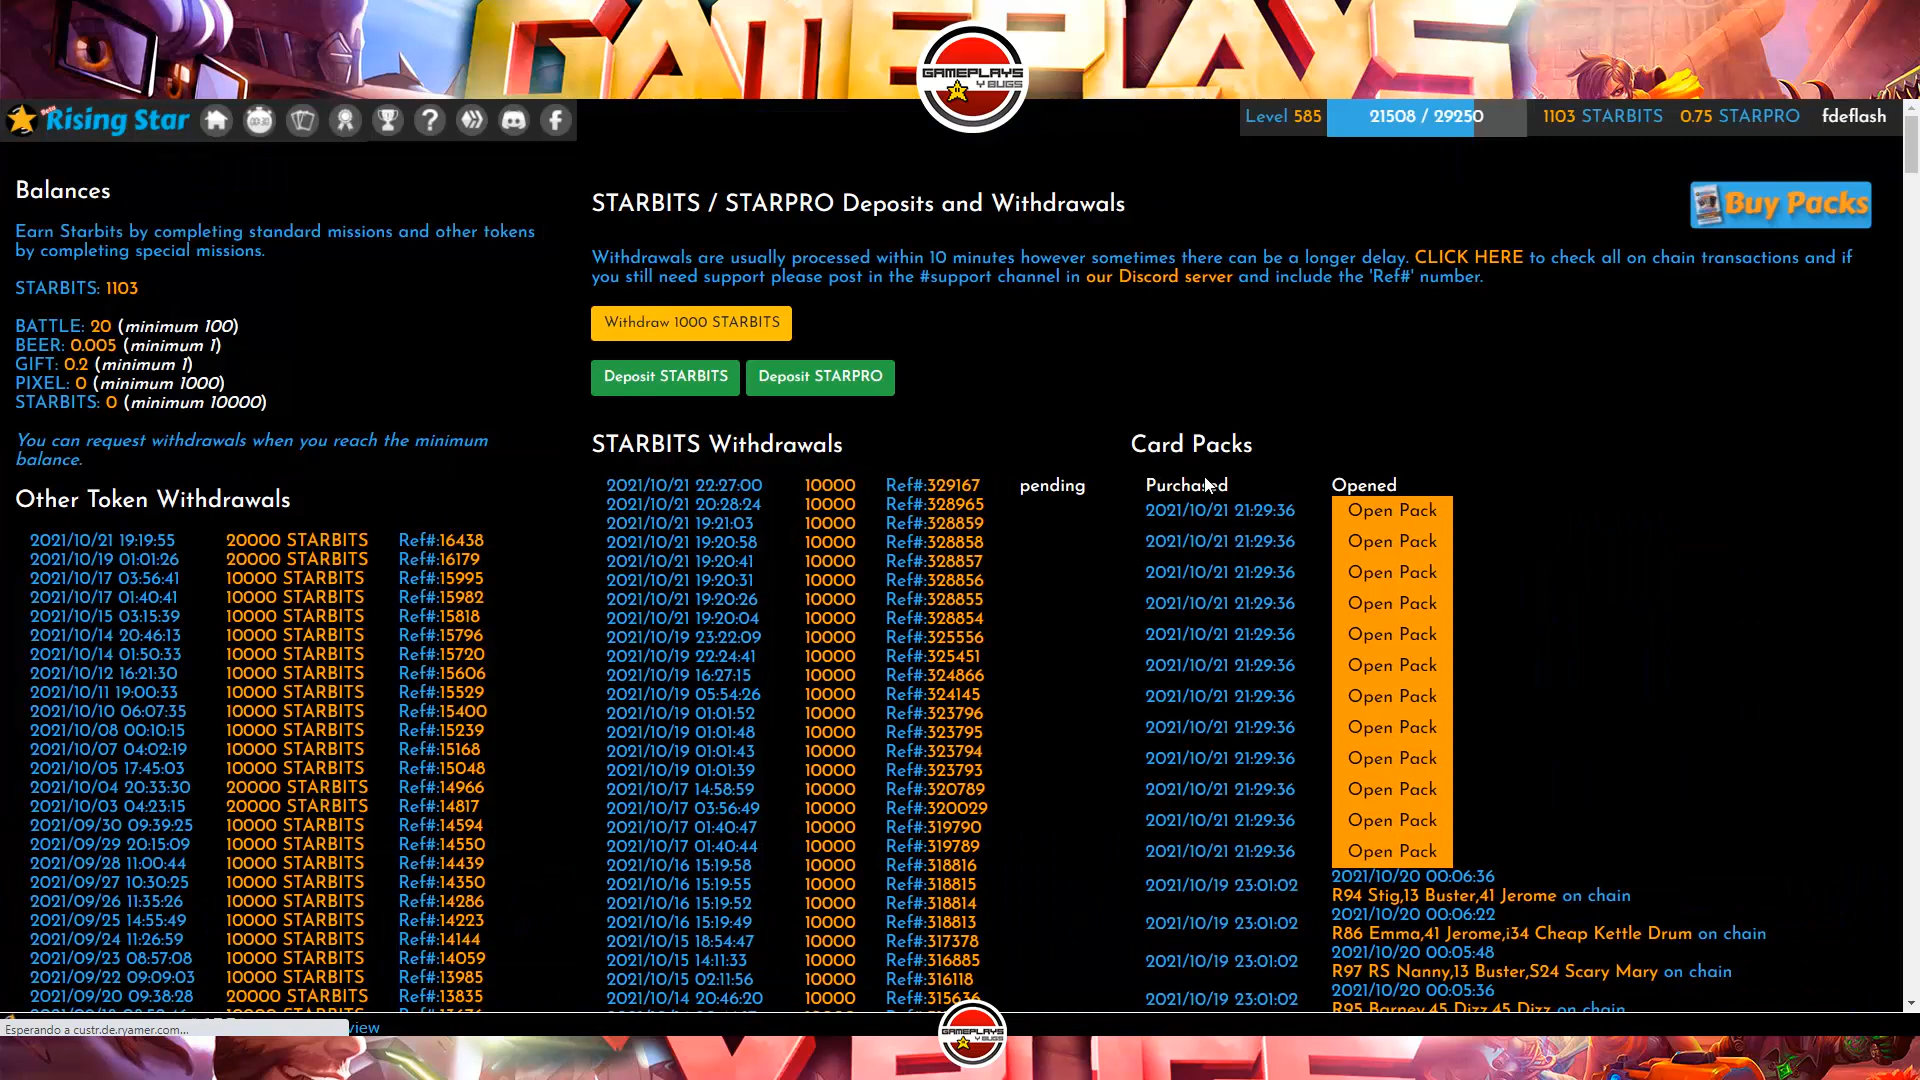 GAMEPLAYS
GAMEPLAYS
Y BUGS
Beta
Rising Star
00:30
Level 585
21508 / 29250
1103 STARBITS
0.75 STARPRO
fdeflash
Balances
Earn Starbits by completing standard missions and other tokens
by completing special missions.
STARBITS: 1103
BATTLE: 20 (minimum 100)
BEER: 0.005 (minimum 1)
GIFT: 0.2 (minimum 1)
PIXEL: 0 (minimum 1000)
STARBITS: 0 (minimum 10000)
You can request withdrawals when you reach the minimum
balance.
Other Token Withdrawals
2021/10/21 19:19:55 20000 STARBITS Ref#:16438
2021/10/19 01:01:26 20000 STARBITS Ref#:16179
2021/10/17 03:56:41 10000 STARBITS Ref#:15995
2021/10/17 01:40:41 10000 STARBITS Ref#:15982
2021/10/15 03:15:39 10000 STARBITS Ref#:15818
2021/10/14 20:46:13 10000 STARBITS Ref#:15796
2021/10/14 01:50:33 10000 STARBITS Ref#:15720
2021/10/12 16:21:30 10000 STARBITS Ref#:15606
2021/10/11 19:00:33 10000 STARBITS Ref#:15529
2021/10/10 06:07:35 10000 STARBITS Ref#:15400
2021/10/08 00:10:15 10000 STARBITS Ref#:15239
2021/10/07 04:02:19 10000 STARBITS Ref#:15168
2021/10/05 17:45:03 10000 STARBITS Ref#:15048
2021/10/04 20:33:30 20000 STARBITS Ref#:14966
2021/10/03 04:23:15 20000 STARBITS Ref#:14817
2021/09/30 09:39:25 10000 STARBITS Ref#:14594
2021/09/29 20:15:09 10000 STARBITS Ref#:14550
2021/09/28 11:00:44 10000 STARBITS Ref#:14439
2021/09/27 10:30:25 10000 STARBITS Ref#:14350
2021/09/26 11:35:26 10000 STARBITS Ref#:14286
2021/09/25 14:55:49 10000 STARBITS Ref#:14223
2021/09/24 11:26:59 10000 STARBITS Ref#:14144
2021/09/23 08:57:08 10000 STARBITS Ref#:14059
2021/09/22 09:09:03 10000 STARBITS Ref#:13985
2021/09/20 09:38:28 20000 STARBITS Ref#:13835
STARBITS / STARPRO Deposits and Withdrawals
Buy Packs
Withdrawals are usually processed within 10 minutes however sometimes there can be a longer delay. CLICK HERE to check all on chain transactions and if
you still need support please post in the #support channel in our Discord server and include the 'Ref#' number.
Withdraw 1000 STARBITS
Deposit STARBITS
Deposit STARPRO
STARBITS Withdrawals
2021/10/21 22:27:00 10000 Ref#:329167 pending
2021/10/21 20:28:24 10000 Ref#:328965
2021/10/21 19:21:03 10000 Ref#:328859
2021/10/21 19:20:58 10000 Ref#:328858
2021/10/21 19:20:41 10000 Ref#:328857
2021/10/21 19:20:31 10000 Ref#:328856
2021/10/21 19:20:26 10000 Ref#:328855
2021/10/21 19:20:04 10000 Ref#:328854
2021/10/19 23:22:09 10000 Ref#:325556
2021/10/19 22:24:41 10000 Ref#:325451
2021/10/19 16:27:15 10000 Ref#:324866
2021/10/19 05:54:26 10000 Ref#:324145
2021/10/19 01:01:52 10000 Ref#:323796
2021/10/19 01:01:48 10000 Ref#:323795
2021/10/19 01:01:43 10000 Ref#:323794
2021/10/19 01:01:39 10000 Ref#:323793
2021/10/17 14:58:59 10000 Ref#:320789
2021/10/17 03:56:49 10000 Ref#:320029
2021/10/17 01:40:47 10000 Ref#:319790
2021/10/17 01:40:44 10000 Ref#:319789
2021/10/16 15:19:58 10000 Ref#:318816
2021/10/16 15:19:55 10000 Ref#:318815
2021/10/16 15:19:52 10000 Ref#:318814
2021/10/16 15:19:49 10000 Ref#:318813
2021/10/15 18:54:47 10000 Ref#:317378
2021/10/15 14:11:33 10000 Ref#:316885
2021/10/15 02:11:56 10000 Ref#:316118
2021/10/14 20:46:20 10000 Ref#:315636
Card Packs
Purchased Opened
2021/10/21 21:29:36 Open Pack
2021/10/21 21:29:36 Open Pack
2021/10/21 21:29:36 Open Pack
2021/10/21 21:29:36 Open Pack
2021/10/21 21:29:36 Open Pack
2021/10/21 21:29:36 Open Pack
2021/10/21 21:29:36 Open Pack
2021/10/21 21:29:36 Open Pack
2021/10/21 21:29:36 Open Pack
2021/10/21 21:29:36 Open Pack
2021/10/21 21:29:36 Open Pack
2021/10/21 21:29:36 Open Pack
2021/10/20 00:06:36
2021/10/19 23:01:02
R94 Stig,13 Buster,41 Jerome on chain
2021/10/20 00:06:22
2021/10/19 23:01:02
R86 Emma,41 Jerome,i34 Cheap Kettle Drum on chain
2021/10/20 00:05:48
2021/10/19 23:01:02
R97 RS Nanny,13 Buster,S24 Scary Mary on chain
2021/10/20 00:05:36
2021/10/19 23:01:02
R95 Barney,45 Dizz,45 Dizz on chain
Esperando a custr.de.ryamer.com...
view
GAMEPLAYS
Y BUGS